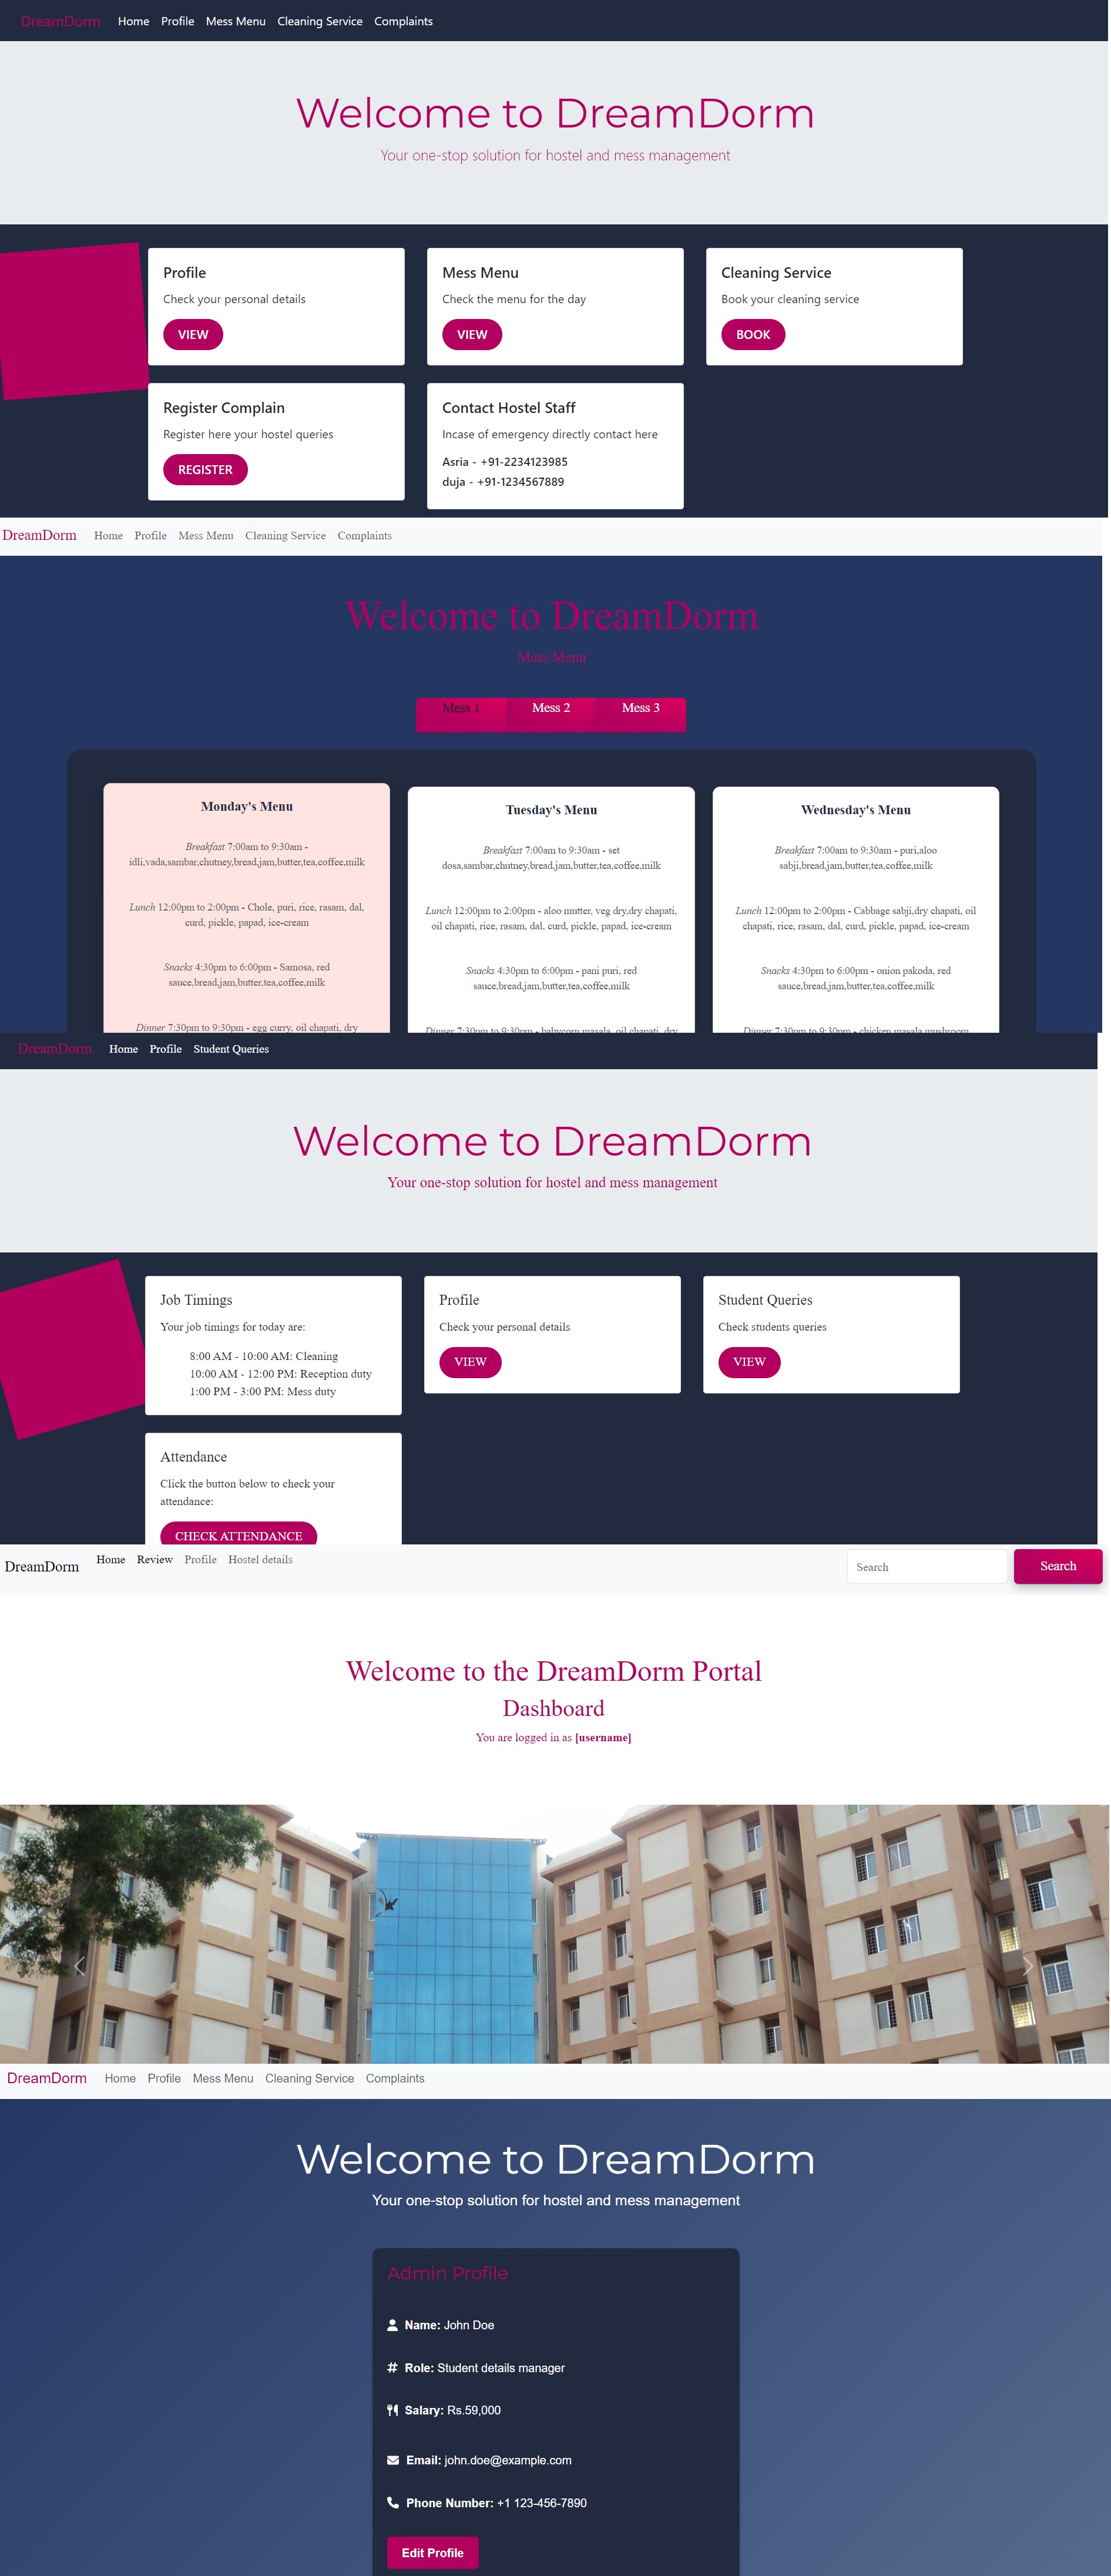 DreamDorm Home Profile Mess Menu Cleaning Service Complaints
Welcome to DreamDorm
Your one-stop solution for hostel and mess management
Profile
Check your personal details
VIEW
Mess Menu
Check the menu for the day
VIEW
Cleaning Service
Book your cleaning service
BOOK
Register Complain
Register here your hostel queries
REGISTER
Contact Hostel Staff
Incase of emergency directly contact here
Asria - +91-2234123985
duja - +91-1234567889
DreamDorm Home Profile Mess Menu Cleaning Service Complaints
Welcome to DreamDorm
Mess Menu
Mess 1 Mess 2 Mess 3
Monday's Menu
Breakfast 7:00am to 9:30am -
idli,vada,sambar,chutney,bread,jam,butter,tea,coffee,milk
Lunch 12:00pm to 2:00pm - Chole, puri, rice, rasam, dal,
curd, pickle, papad, ice-cream
Snacks 4:30pm to 6:00pm - Samosa, red
sauce,bread,jam,butter,tea,coffee,milk
Dinner 7:30pm to 9:30pm - egg curry, oil chapati, dry
Tuesday's Menu
Breakfast 7:00am to 9:30am - set
dosa,sambar,chutney,bread,jam,butter,tea,coffee,milk
Lunch 12:00pm to 2:00pm - aloo mutter, veg dry,dry chapati,
oil chapati, rice, rasam, dal, curd, pickle, papad, ice-cream
Snacks 4:30pm to 6:00pm - pani puri, red
sauce,bread,jam,butter,tea,coffee,milk
Dinner 7:30pm to 9:30pm - babycorn masala, oil chapati, dry
Wednesday's Menu
Breakfast 7:00am to 9:30am - puri,aloo
sabji,bread,jam,butter,tea,coffee,milk
Lunch 12:00pm to 2:00pm - Cabbage sabji,dry chapati, oil
chapati, rice, rasam, dal, curd, pickle, papad, ice-cream
Snacks 4:30pm to 6:00pm - onion pakoda, red
sauce,bread,jam,butter,tea,coffee,milk
Dinner 7:30pm to 9:30pm - chicken masala,mushroom
DreamDorm Home Profile Student Queries
Welcome to DreamDorm
Your one-stop solution for hostel and mess management
Job Timings
Your job timings for today are:
8:00 AM - 10:00 AM: Cleaning
10:00 AM - 12:00 PM: Reception duty
1:00 PM - 3:00 PM: Mess duty
Profile
Check your personal details
VIEW
Student Queries
Check students queries
VIEW
Attendance
Click the button below to check your
attendance:
CHECK ATTENDANCE
DreamDorm Home Review Profile Hostel details Search Search
Welcome to the DreamDorm Portal
Dashboard
You are logged in as [username]
DreamDorm Home Profile Mess Menu Cleaning Service Complaints
Welcome to DreamDorm
Your one-stop solution for hostel and mess management
Admin Profile
Name: John Doe
# Role: Student details manager
Salary: Rs.59,000
Email: john.doe@example.com
Phone Number: +1 123-456-7890
Edit Profile